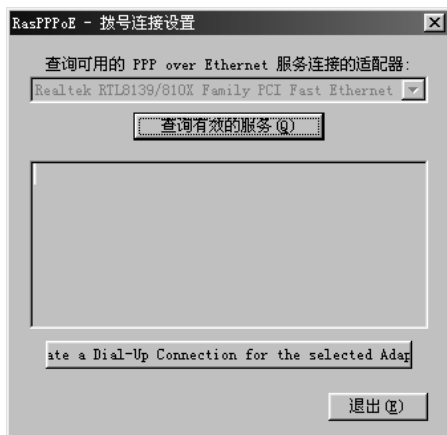 RasPPPoE - 拨号连接设置
查询可用的 PPP over Ethernet 服务连接的适配器:
Realtek RTL8139/810X Family PCI Fast Ethernet
查询有效的服务(Q)
ate a Dial-Up Connection for the selected Adap
退出(E)